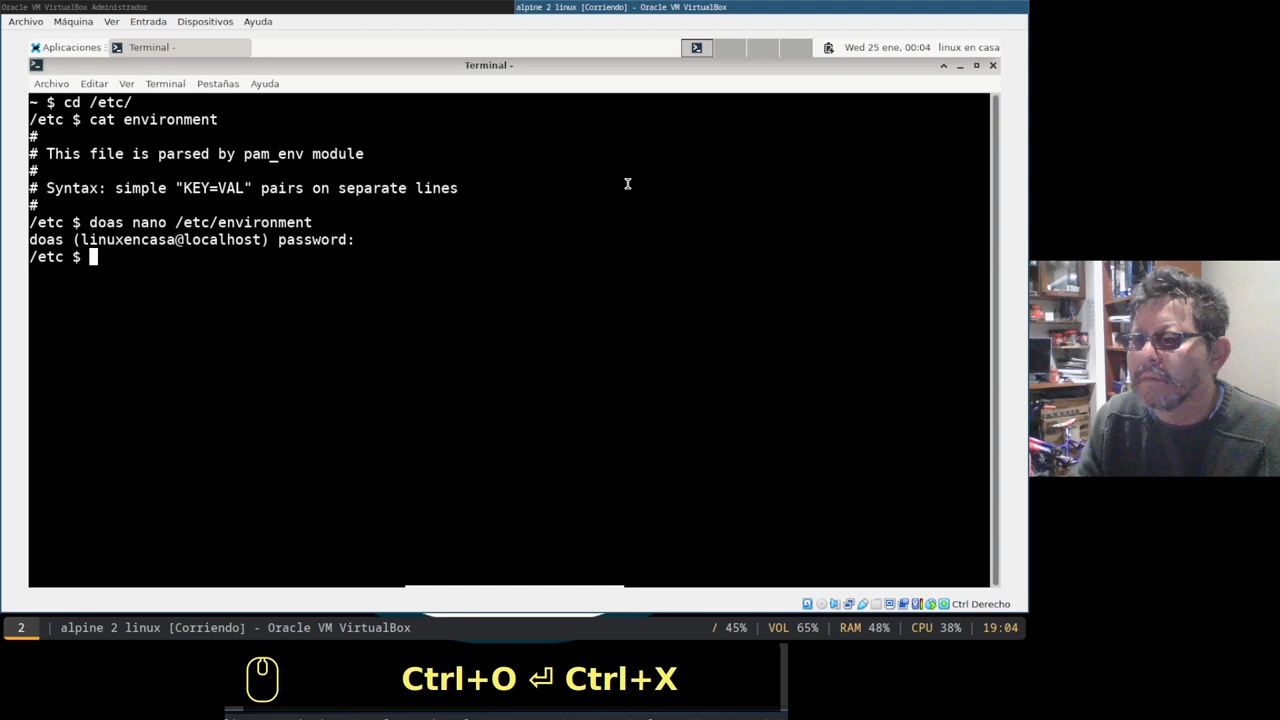 Oracle VM VirtualBox Administrador
alpine 2 linux [Corriendo] - Oracle VM VirtualBox
Archivo Máquina Ver Entrada Dispositivos Ayuda
Aplicaciones Terminal - Wed 25 ene, 00:04 linux en casa
Terminal -
Archivo Editar Ver Terminal Pestañas Ayuda
~ $ cd /etc/
/etc $ cat environment
#
# This file is parsed by pam_env module
#
# Syntax: simple "KEY=VAL" pairs on separate lines
#
/etc $ doas nano /etc/environment
doas (linuxencasa@localhost) password:
/etc $
Ctrl Derecho
2 | alpine 2 linux [Corriendo] - Oracle VM VirtualBox / 45% | VOL 65% | RAM 48% | CPU 38% | 19:04
Ctrl+O ⏎ Ctrl+X